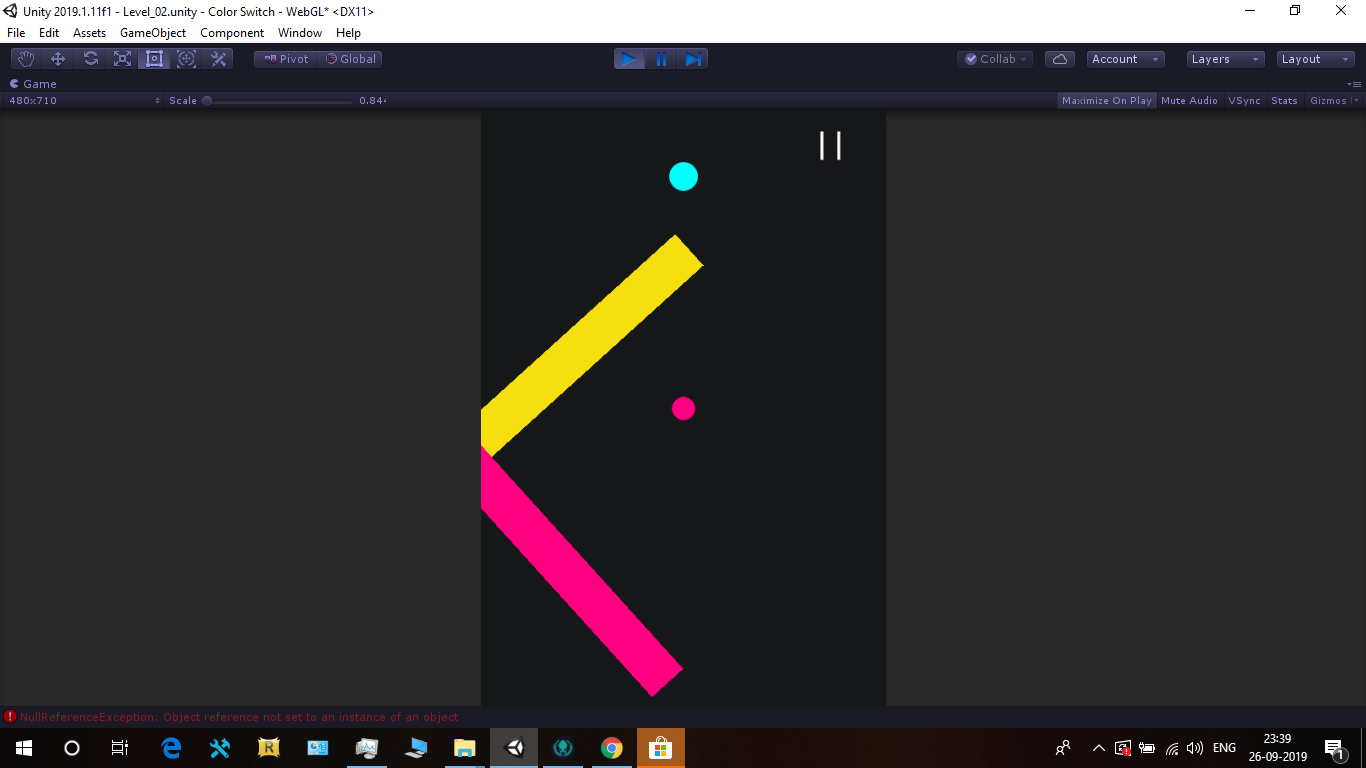 Unity 2019.1.11f1 - Level_02.unity - Color Switch - WebGL* <DX11>
File Edit Assets GameObject Component Window Help
Pivot Global Collab Account Layers Layout
Game
480x710 Scale 0.844 Maximize On Play Mute Audio VSync Stats Gizmos
NullReferenceException: Object reference not set to an instance of an object
R ENG 23:39
26-09-2019 1